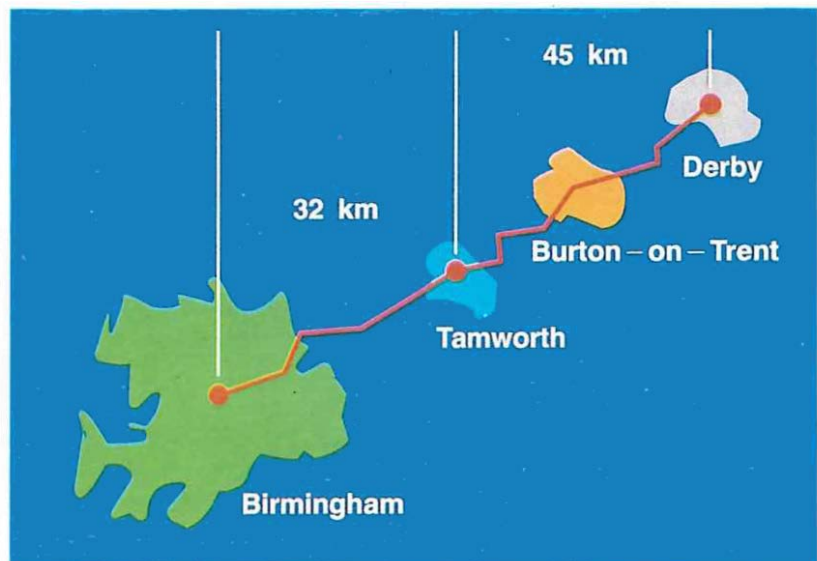 45 km
Derby
32 km
Burton – on – Trent
Tamworth
Birmingham